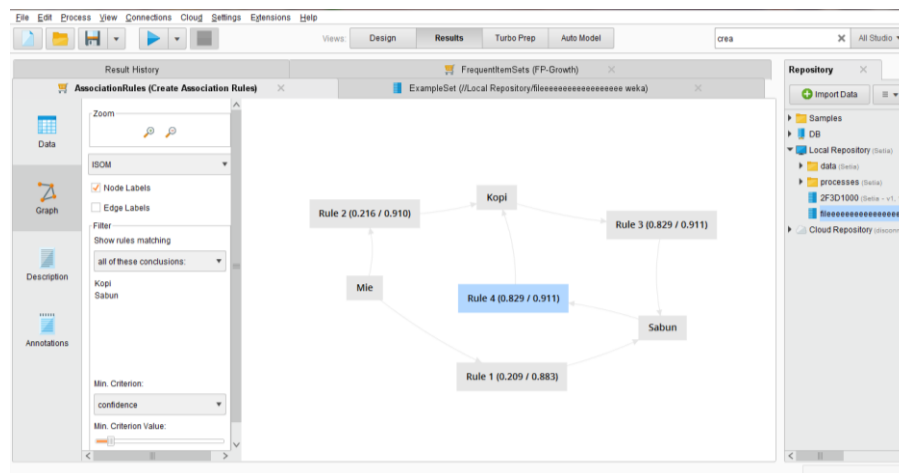 File Edit Process View Connections Cloud Settings Extensions Help
Views: Design Results Turbo Prep Auto Model
crea
All Studio
Result History
FrequentItemSets (FP-Growth)
AssociationRules (Create Association Rules)
ExampleSet (//Local Repository/fileeeeeeeeeeeeeeeeeee weka)
Data
Graph
Description
Annotations
Zoom
ISOM
Node Labels
Edge Labels
Filter
Show rules matching
all of these conclusions:
Kopi
Sabun
Min. Criterion:
confidence
Min. Criterion Value:
Kopi
Rule 2 (0.216 / 0.910)
Rule 3 (0.829 / 0.911)
Mie
Rule 4 (0.829 / 0.911)
Sabun
Rule 1 (0.209 / 0.883)
Repository
Import Data
Samples
DB
Local Repository (Setia)
data (Setia)
processes (Setia)
2F3D1000 (Setia - v1.
Cloud Repository (disconn